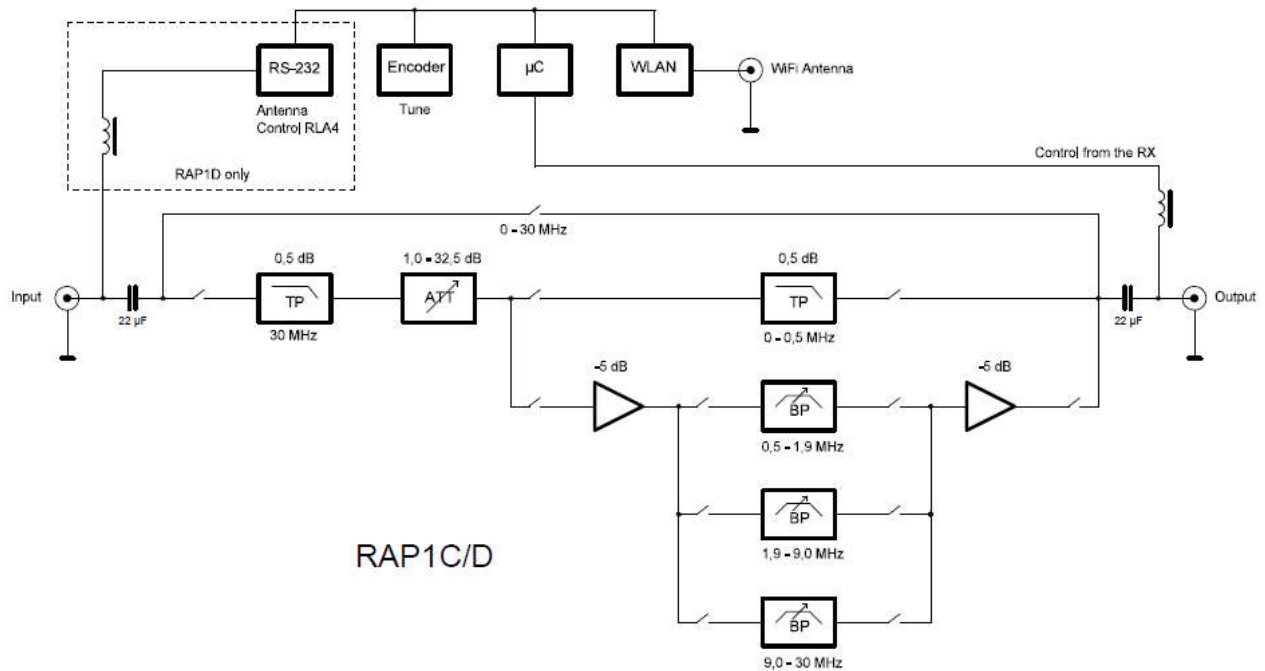 RS-232
Encoder
µC
WLAN
WiFi Antenna
Antenna
Control RLA4
Tune
RAP1D only
Control from the RX
0 – 30 MHz
0,5 dB
1,0 – 32,5 dB
0,5 dB
Input
TP
ATT
TP
Output
22 µF
30 MHz
0 – 0,5 MHz
22 µF
-5 dB
-5 dB
BP
0,5 – 1,9 MHz
BP
1,9 – 9,0 MHz
RAP1C/D
BP
9,0 – 30 MHz